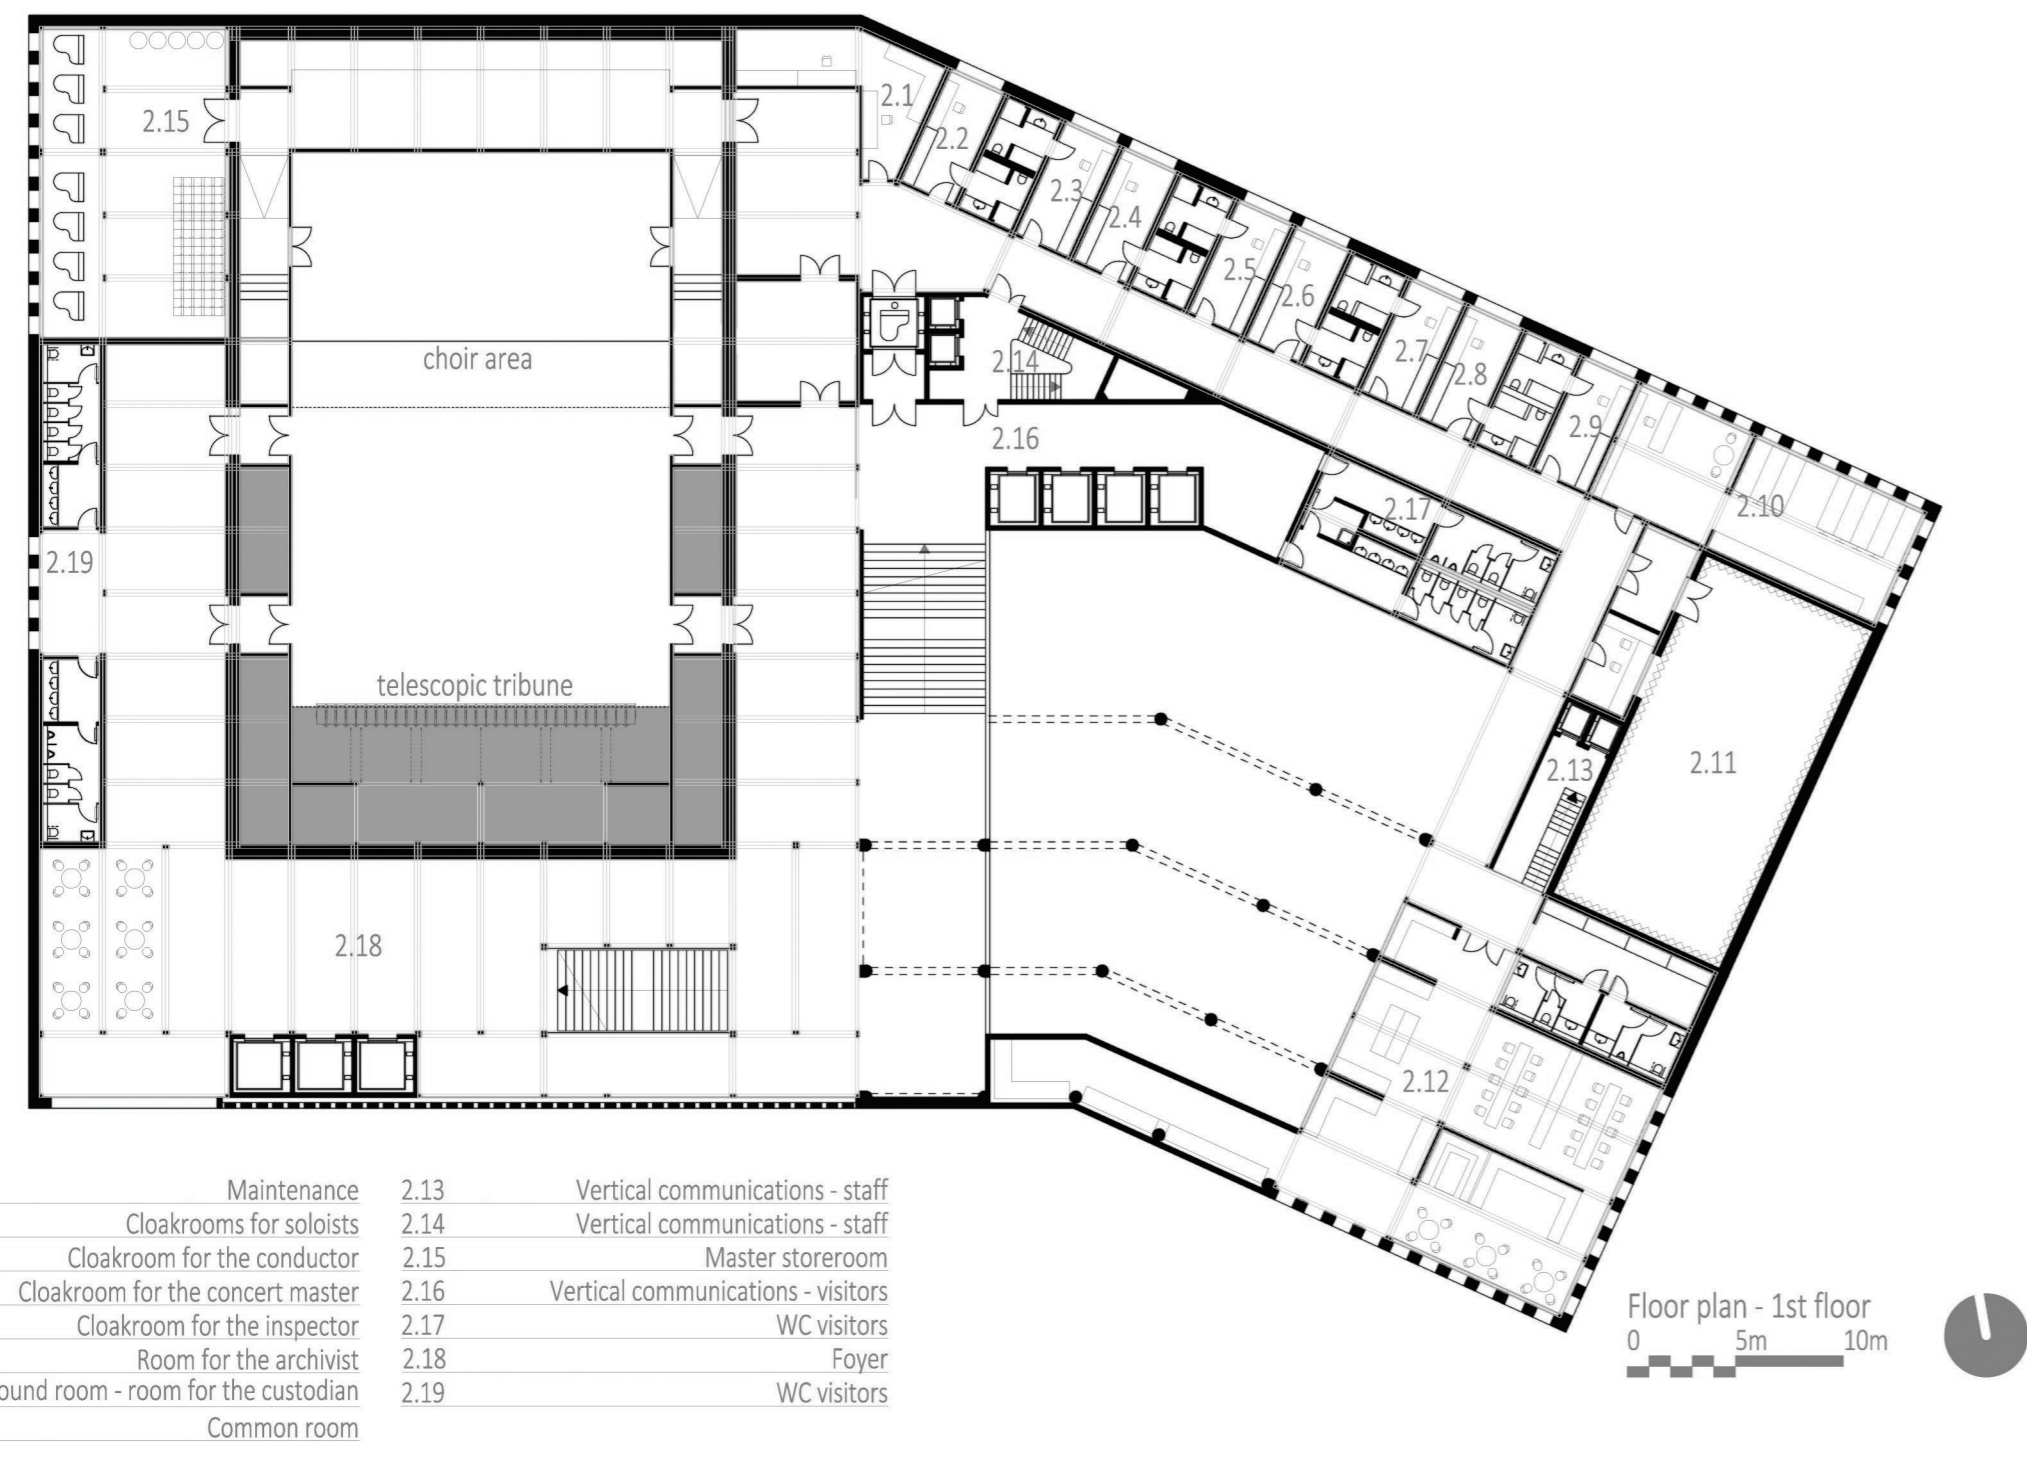 2.1
2.2
2.15
2.3
2.4
2.5
2.6
2.7
2.8
2.9
2.10
choir area
2.14
2.16
2.17
2.19
telescopic tribune
2.13
2.11
2.18
2.12
Maintenance 2.13 Vertical communications - staff
Cloakrooms for soloists 2.14 Vertical communications - staff
Cloakroom for the conductor 2.15 Master storeroom
Cloakroom for the concert master 2.16 Vertical communications - visitors
Cloakroom for the inspector 2.17 WC visitors
Room for the archivist 2.18 Foyer
room - room for the custodian 2.19 WC visitors
Common room
Floor plan - 1st floor
0 5m 10m